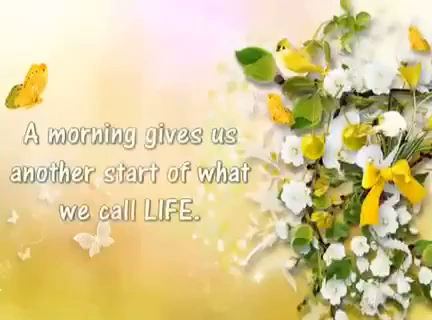 A morning gives us
another start of what
we call LIFE.